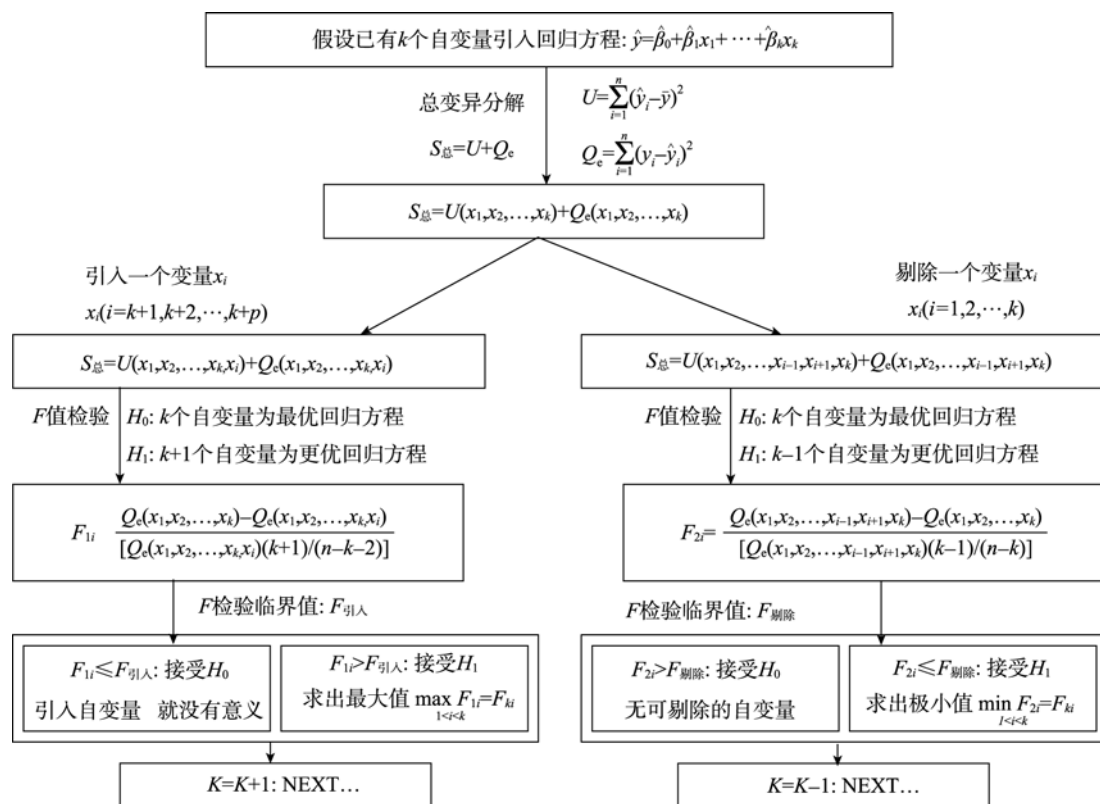 假设已有k个自变量引入回归方程: ŷ=β̂₀+β̂₁x₁+⋯+β̂ₖxₖ
总变异分解
S总=U+Qₑ
U=∑ⁿᵢ₌₁(ŷᵢ–ȳ)²
Qₑ=∑ⁿᵢ₌₁(yᵢ–ŷᵢ)²
S总=U(x₁,x₂,…,xₖ)+Qₑ(x₁,x₂,…,xₖ)
引入一个变量xᵢ
xᵢ(i=k+1,k+2,⋯,k+p)
S总=U(x₁,x₂,…,xₖ,xᵢ)+Qₑ(x₁,x₂,…,xₖ,xᵢ)
F值检验
H₀: k个自变量为最优回归方程
H₁: k+1个自变量为更优回归方程
F₁ᵢ
Qₑ(x₁,x₂,…,xₖ)–Qₑ(x₁,x₂,…,xₖ,xᵢ)
[Qₑ(x₁,x₂,…,xₖ,xᵢ)(k+1)/(n–k–2)]
F检验临界值: F引入
F₁ᵢ≤F引入: 接受H₀
引入自变量 就没有意义
F₁ᵢ>F引入: 接受H₁
求出最大值 max F₁ᵢ=Fₖᵢ
1<i<k
K=K+1: NEXT…
剔除一个变量xᵢ
xᵢ(i=1,2,⋯,k)
S总=U(x₁,x₂,…,xᵢ₋₁,xᵢ₊₁,xₖ)+Qₑ(x₁,x₂,…,xᵢ₋₁,xᵢ₊₁,xₖ)
F值检验
H₀: k个自变量为最优回归方程
H₁: k–1个自变量为更优回归方程
F₂ᵢ=
Qₑ(x₁,x₂,…,xᵢ₋₁,xᵢ₊₁,xₖ)–Qₑ(x₁,x₂,…,xₖ)
[Qₑ(x₁,x₂,…,xᵢ₋₁,xᵢ₊₁,xₖ)(k–1)/(n–k)]
F检验临界值: F剔除
F₂ᵢ>F剔除: 接受H₀
无可剔除的自变量
F₂ᵢ≤F剔除: 接受H₁
求出极小值 min F₂ᵢ=Fₖᵢ
1<i<k
K=K–1: NEXT…